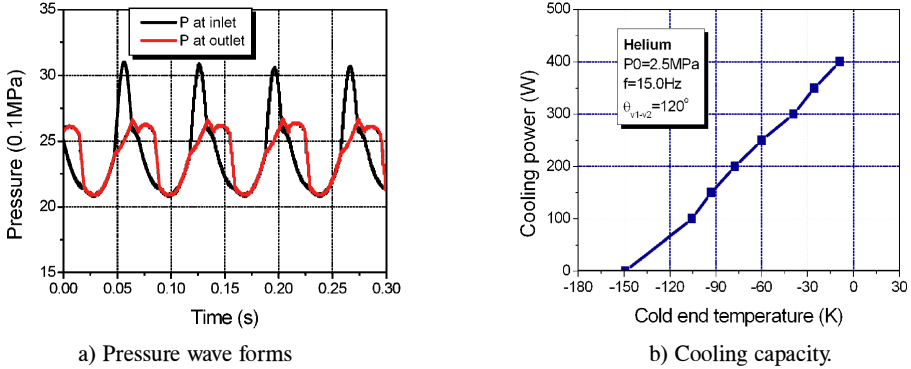 P at inlet
P at outlet
35
30
25
20
15
Pressure (0.1MPa)
0.00 0.05 0.10 0.15 0.20 0.25 0.30
Time (s)
a) Pressure wave forms
Helium
P0=2.5MPa
f=15.0Hz
θv1-v2=120°
500
400
300
200
100
0
Cooling power (W)
-180 -150 -120 -90 -60 -30 0 30
Cold end temperature (K)
b) Cooling capacity.